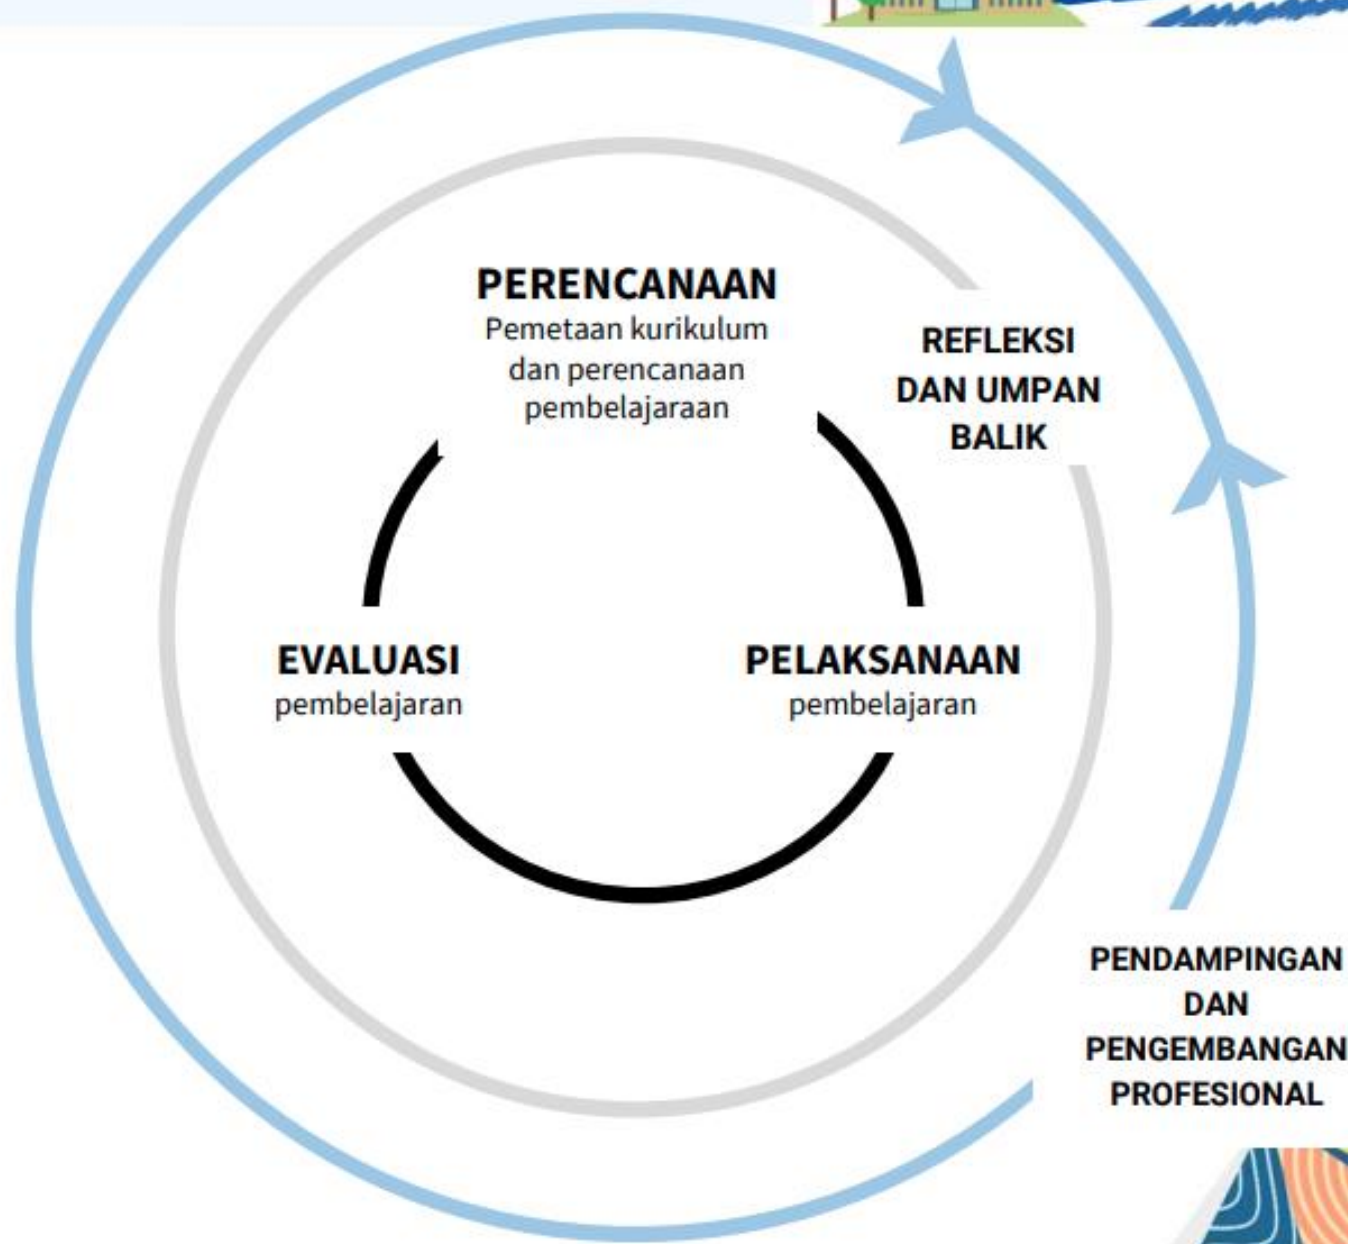 PERENCANAAN
Pemetaan kurikulum
dan perencanaan
pembelajaraan
REFLEKSI
DAN UMPAN
BALIK
EVALUASI
pembelajaran
PELAKSANAAN
pembelajaran
PENDAMPINGAN
DAN
PENGEMBANGAN
PROFESIONAL